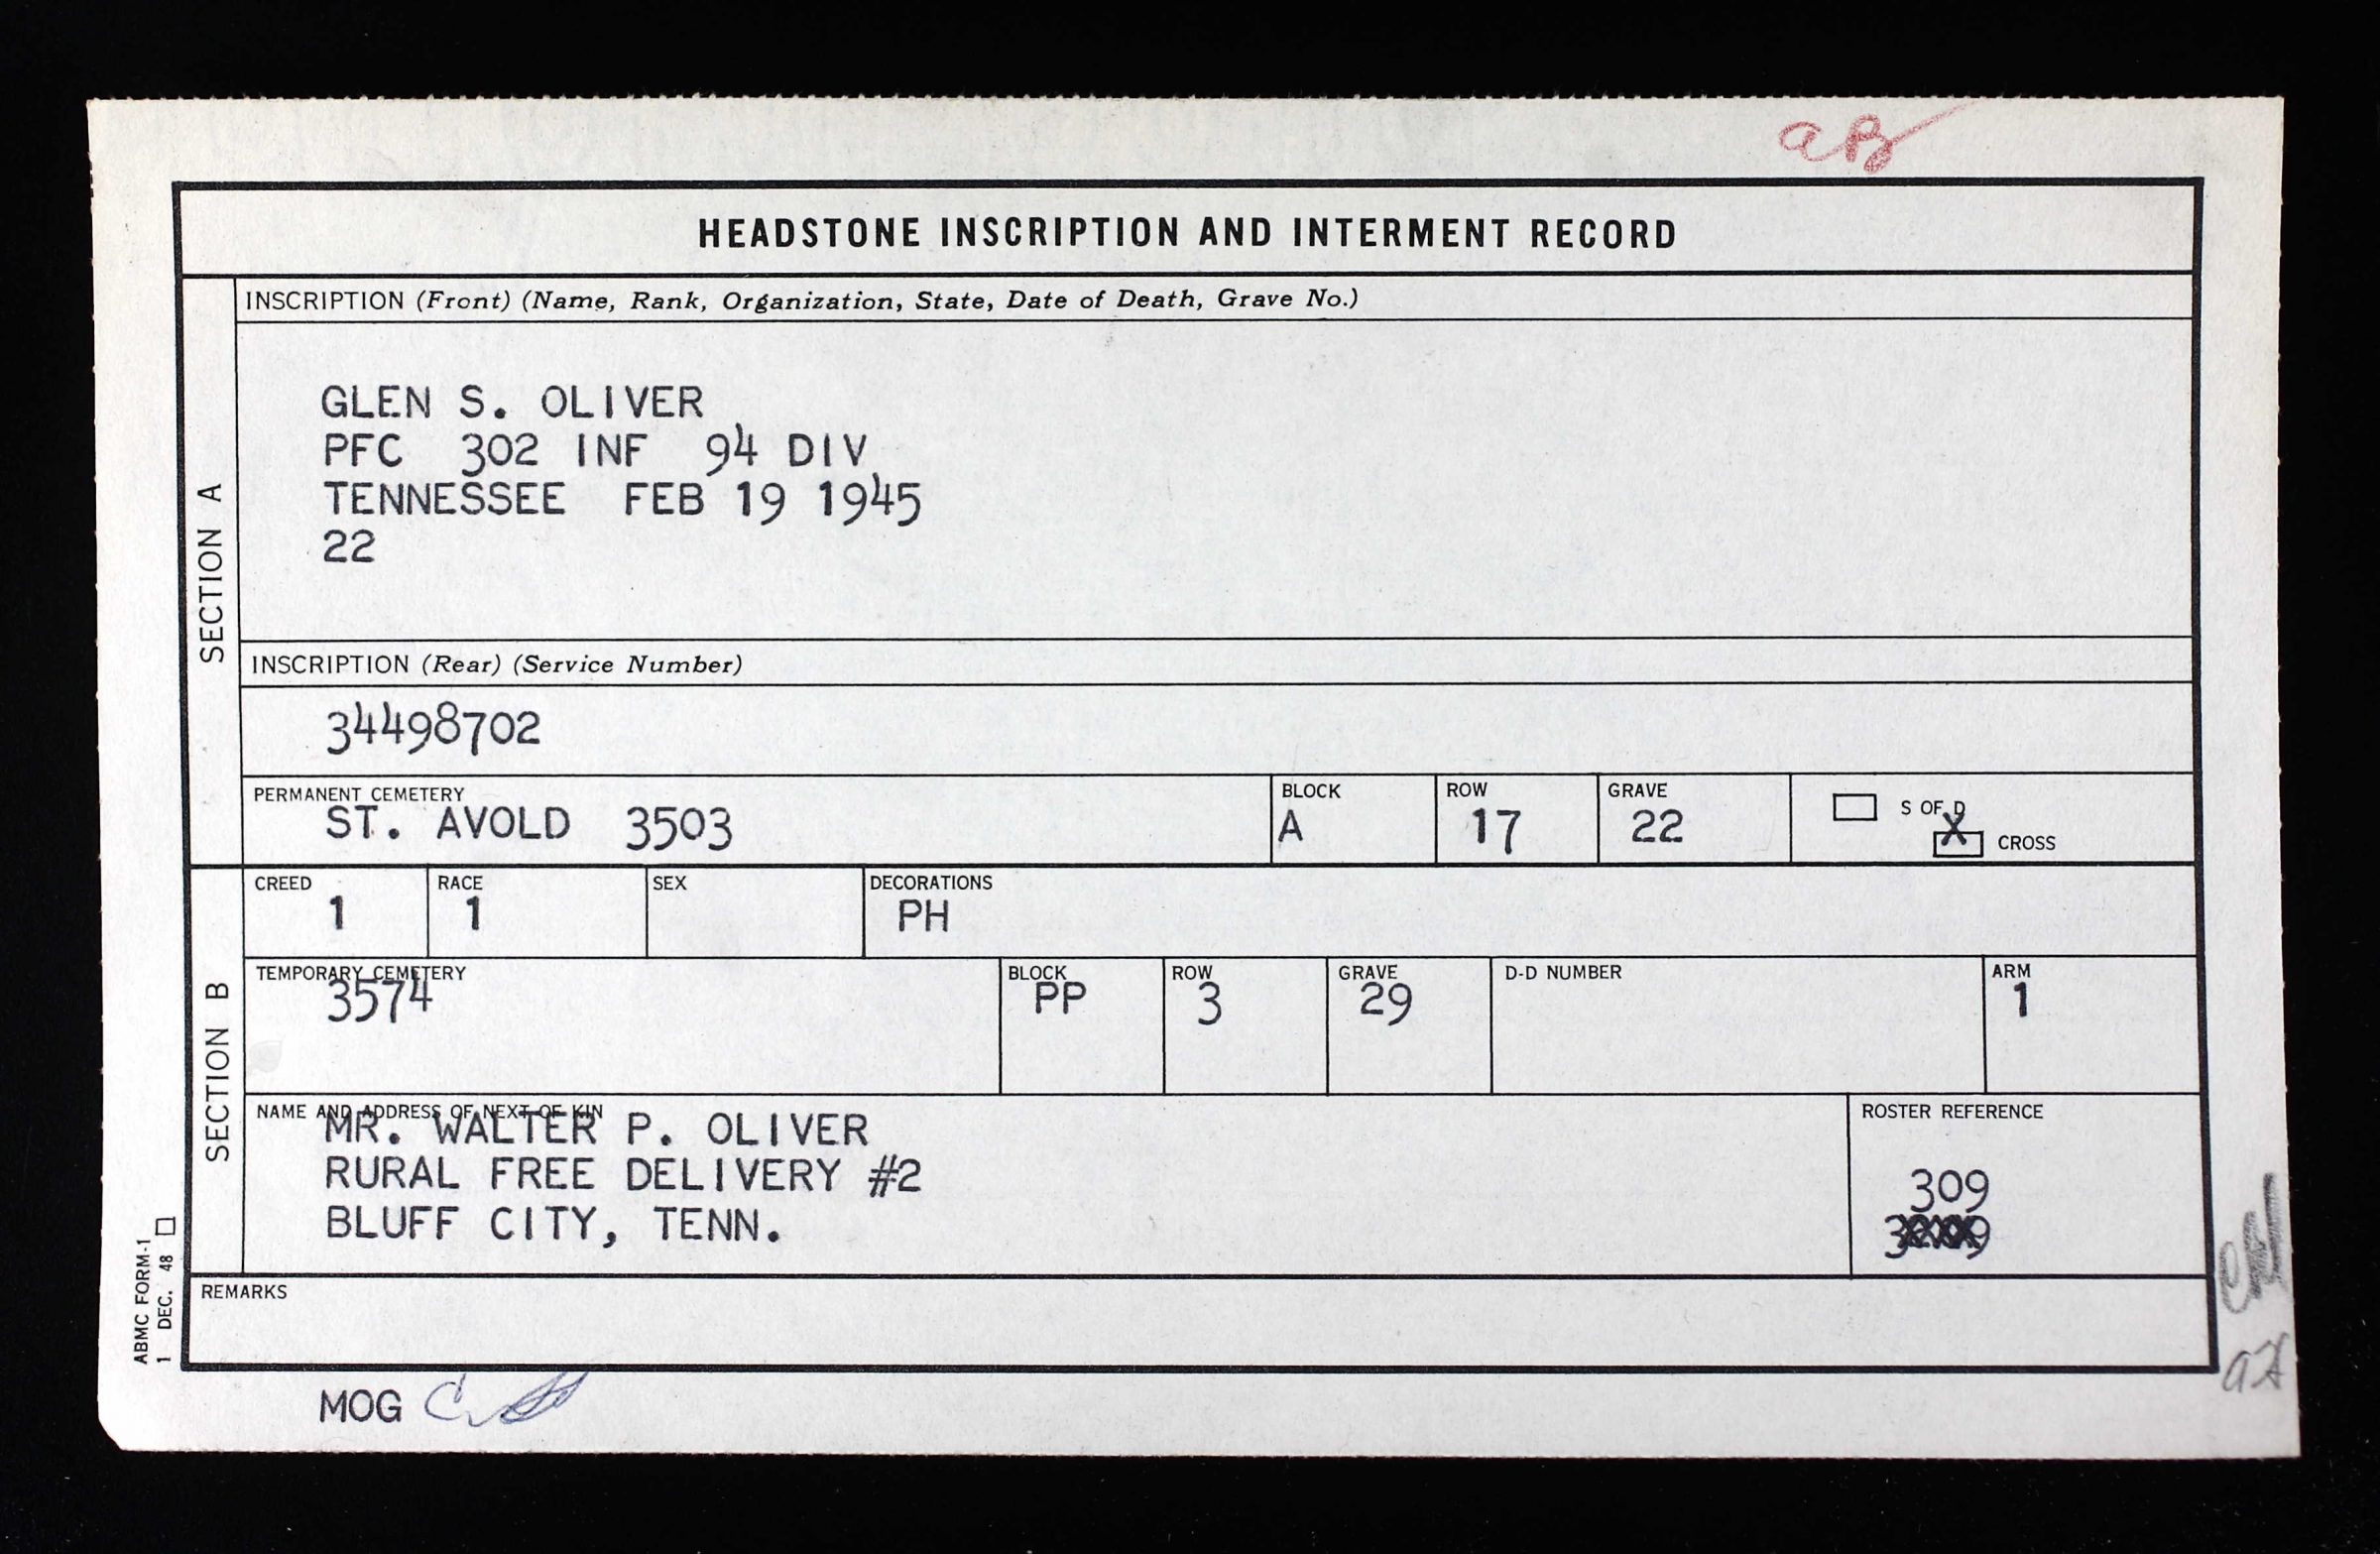 HEADSTONE INSCRIPTION AND INTERMENT RECORD
SECTION A
INSCRIPTION (Front) (Name, Rank, Organization, State, Date of Death, Grave No.)
GLEN S. OLIVER
PFC 302 INF 94 DIV
TENNESSEE FEB 19 1945
22
INSCRIPTION (Rear) (Service Number)
34498702
PERMANENT CEMETERY BLOCK ROW GRAVE
ST. AVOLD 3503 A 17 22
S OF D
X CROSS
SECTION B
CREED RACE SEX DECORATIONS
1 1 PH
TEMPORARY CEMETERY BLOCK ROW GRAVE D-D NUMBER ARM
3574 PP 3 29 1
NAME AND ADDRESS OF NEXT OF KIN ROSTER REFERENCE
MR. WALTER P. OLIVER
RURAL FREE DELIVERY #2 309
BLUFF CITY, TENN.
REMARKS
ABMC FORM-1
1 DEC. 48
MOG